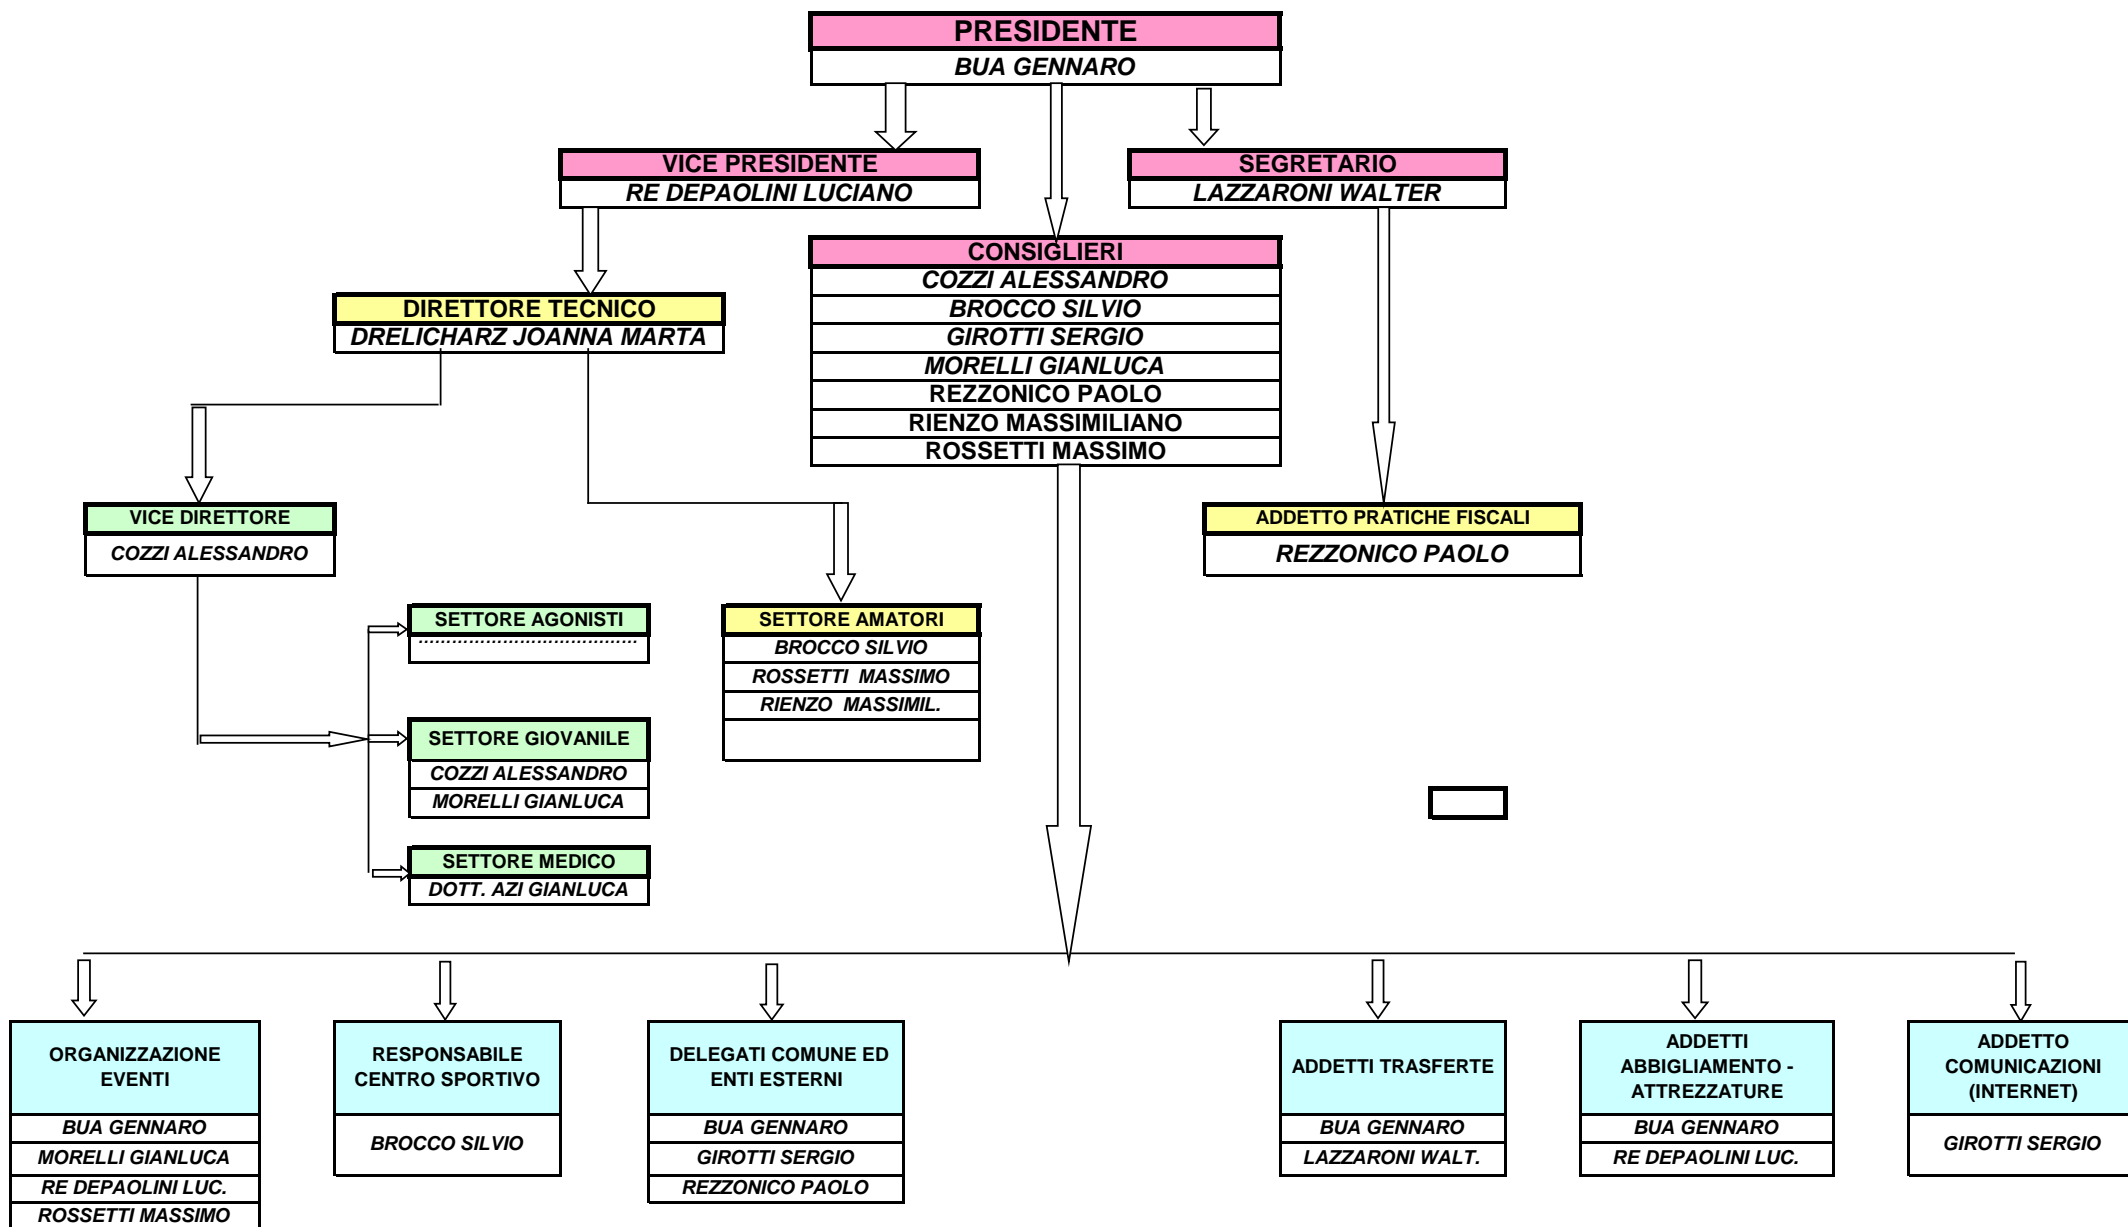 PRESIDENTE
BUA GENNARO
VICE PRESIDENTE
RE DEPAOLINI LUCIANO
SEGRETARIO
LAZZARONI WALTER
CONSIGLIERI
COZZI ALESSANDRO
BROCCO SILVIO
GIROTTI SERGIO
MORELLI GIANLUCA
REZZONICO PAOLO
RIENZO MASSIMILIANO
ROSSETTI MASSIMO
DIRETTORE TECNICO
DRELICHARZ JOANNA MARTA
VICE DIRETTORE
COZZI ALESSANDRO
ADDETTO PRATICHE FISCALI
REZZONICO PAOLO
SETTORE AGONISTI
........................................
SETTORE AMATORI
BROCCO SILVIO
ROSSETTI  MASSIMO
RIENZO  MASSIMIL.
SETTORE GIOVANILE
COZZI ALESSANDRO
MORELLI GIANLUCA
SETTORE MEDICO
DOTT. AZI GIANLUCA
ORGANIZZAZIONE
EVENTI
BUA GENNARO
MORELLI GIANLUCA
RE DEPAOLINI LUC.
ROSSETTI MASSIMO
RESPONSABILE
CENTRO SPORTIVO
BROCCO SILVIO
DELEGATI COMUNE ED
ENTI ESTERNI
BUA GENNARO
GIROTTI SERGIO
REZZONICO PAOLO
ADDETTI TRASFERTE
BUA GENNARO
LAZZARONI WALT.
ADDETTI
ABBIGLIAMENTO -
ATTREZZATURE
BUA GENNARO
RE DEPAOLINI LUC.
ADDETTO
COMUNICAZIONI
(INTERNET)
GIROTTI SERGIO